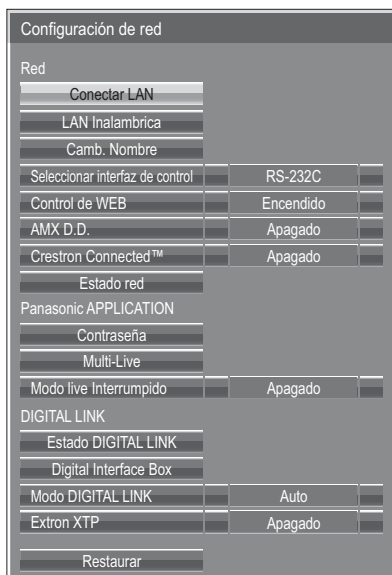 Configuración de red
Red
Conectar LAN
LAN Inalambrica
Camb. Nombre
Seleccionar interfaz de control RS-232C
Control de WEB Encendido
AMX D.D. Apagado
Crestron Connected™ Apagado
Estado red
Panasonic APPLICATION
Contraseña
Multi-Live
Modo live Interrumpido Apagado
DIGITAL LINK
Estado DIGITAL LINK
Digital Interface Box
Modo DIGITAL LINK Auto
Extron XTP Apagado
Restaurar